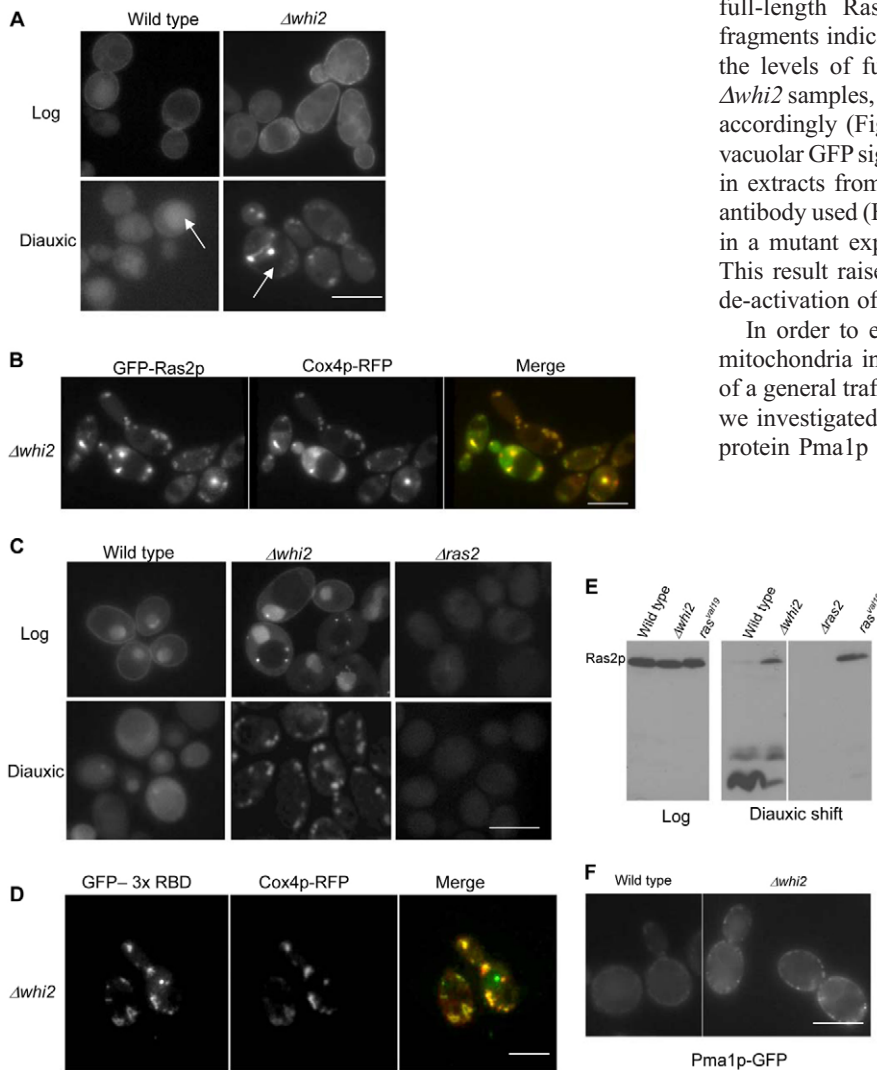 A
Wild type
Δwhi2
Log
Diauxic
B
GFP-Ras2p
Cox4p-RFP
Merge
Δwhi2
C
Wild type
Δwhi2
Δras2
Log
Diauxic
D
GFP– 3x RBD
Cox4p-RFP
Merge
Δwhi2
full-length Ras
fragments indic
the levels of fu
Δwhi2 samples,
accordingly (Fig
vacuolar GFP sig
in extracts from
antibody used (F
in a mutant exp
This result raise
de-activation of
In order to e
mitochondria in
of a general traf
we investigated
protein Pma1p
E
Wild type
Δwhi2
ras
Wild type
Δwhi2
Δras2
Ras2p
Log
Diauxic shift
F
Wild type
Δwhi2
Pma1p-GFP